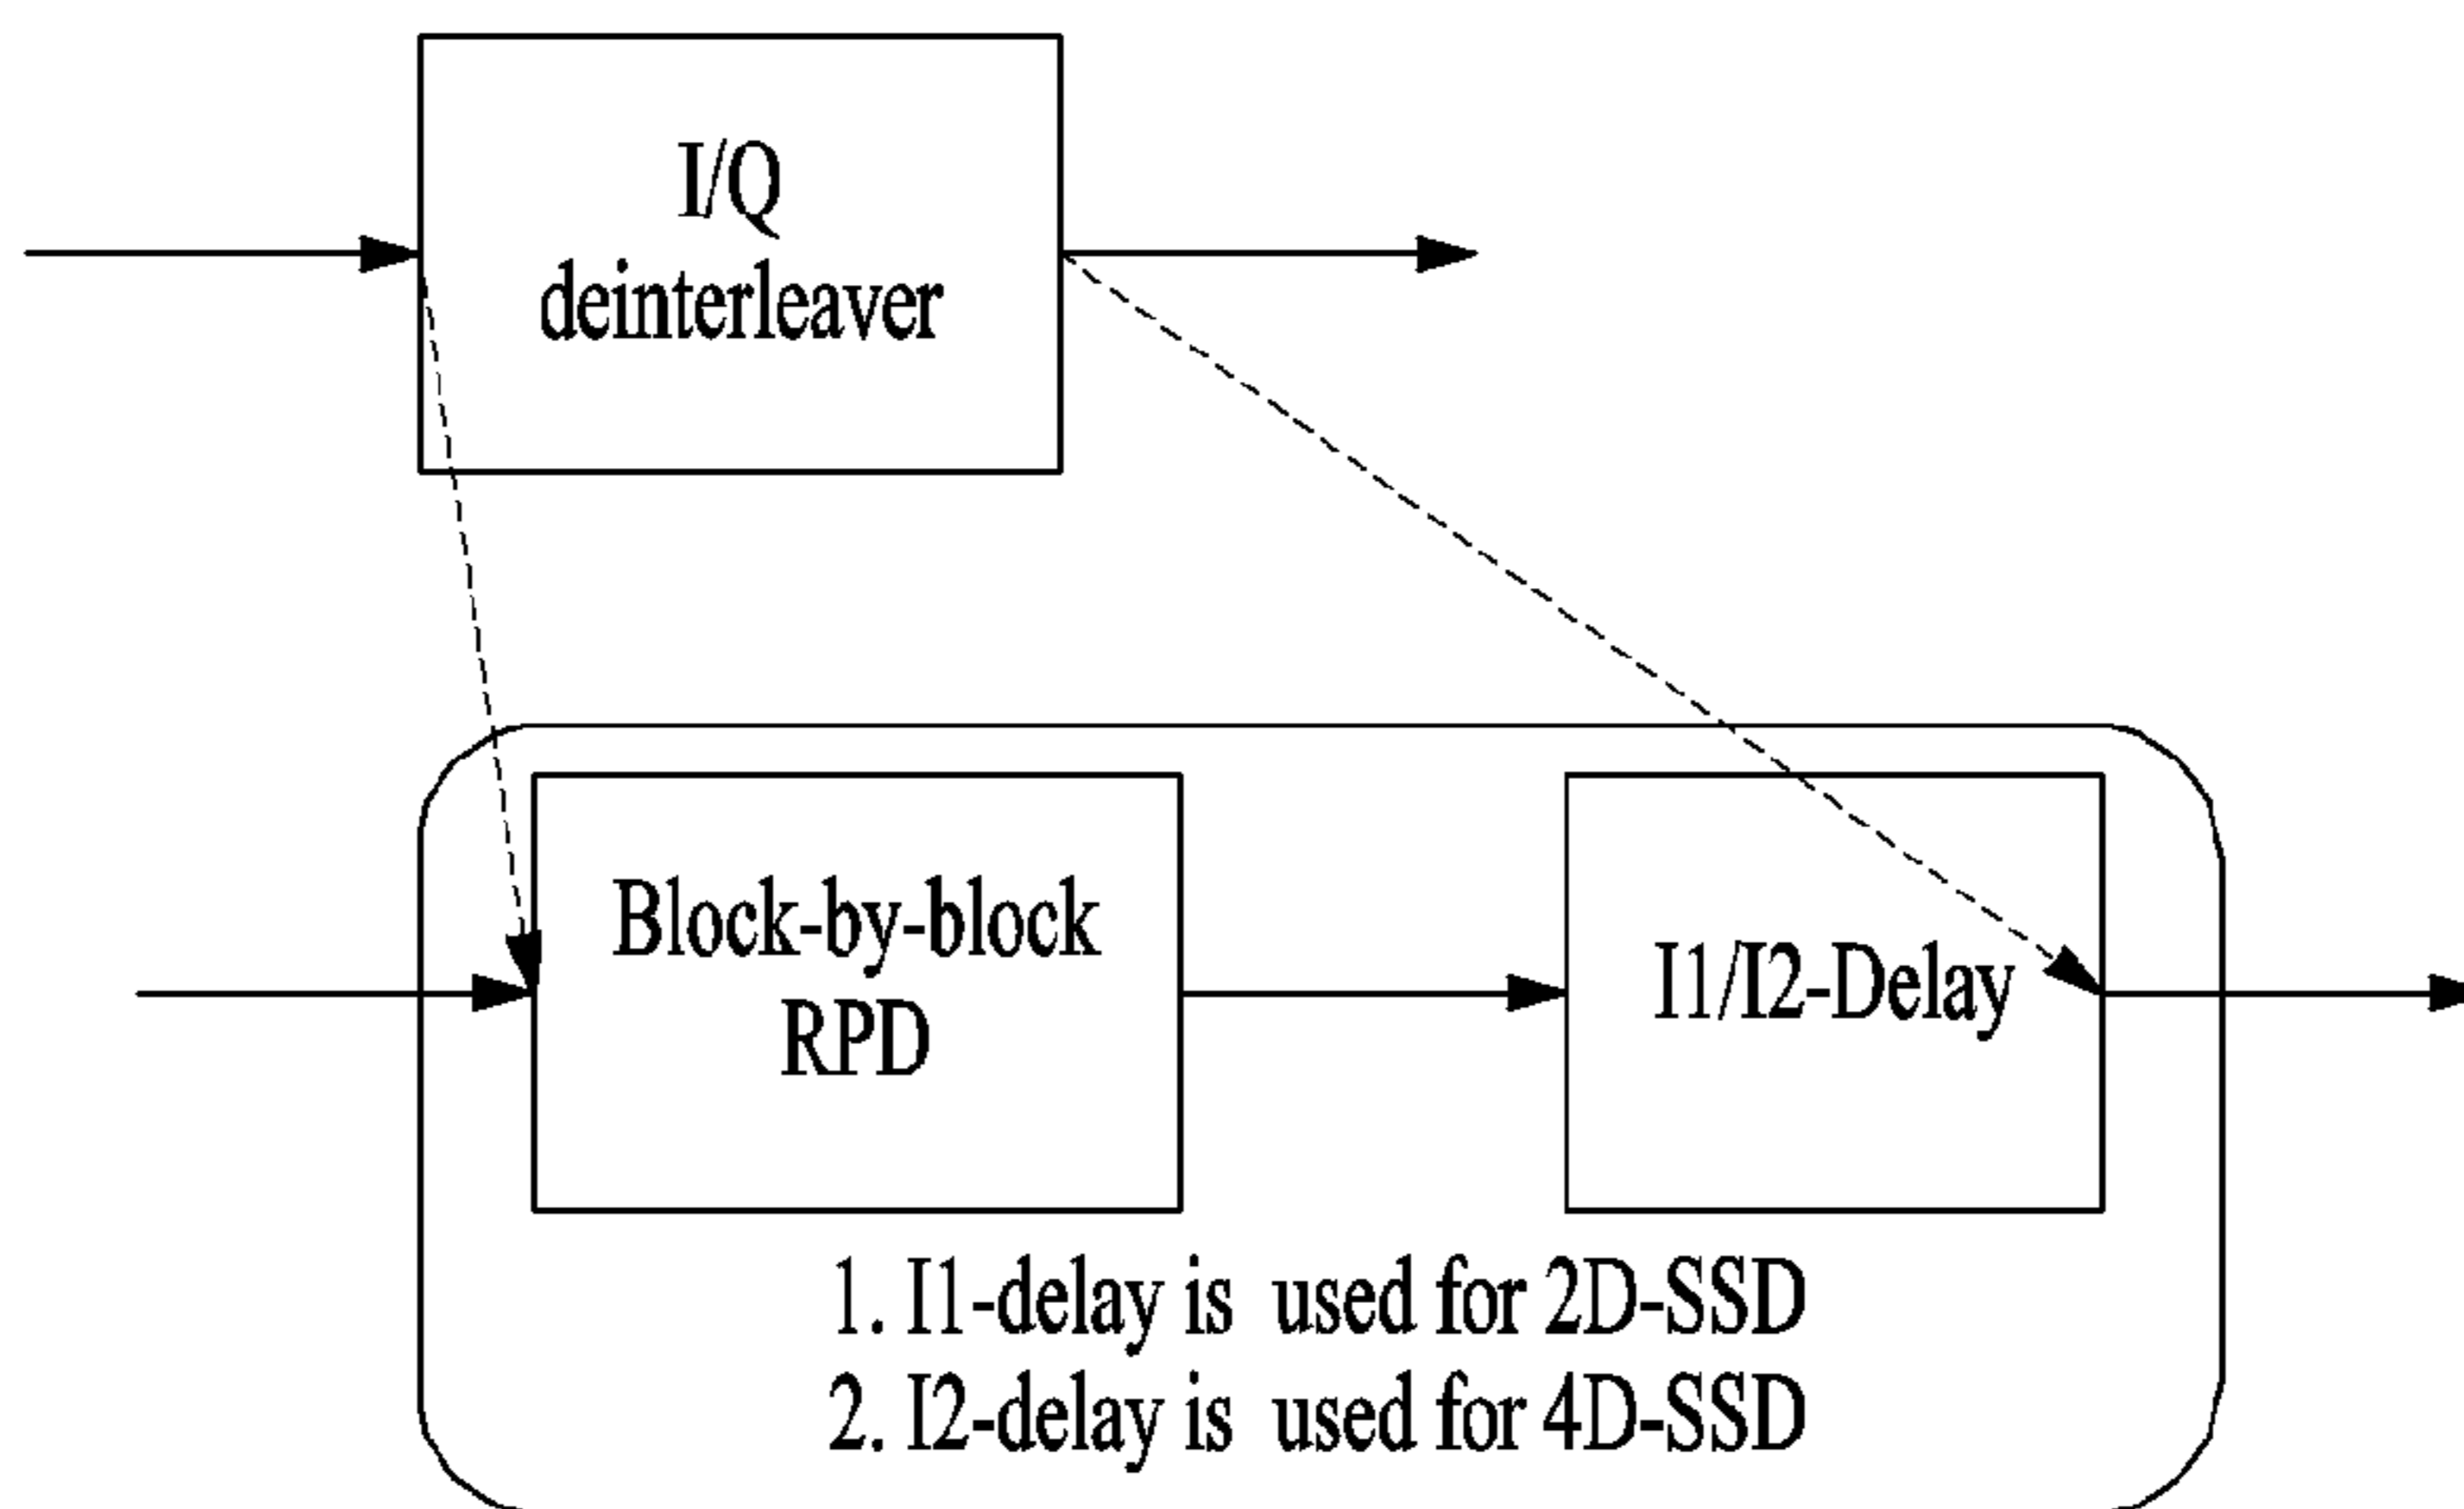 I/Q
deinterleaver
Block-by-block
RPD
I1/I2-Delay
1. I1-delay is used for 2D-SSD
2. I2-delay is used for 4D-SSD